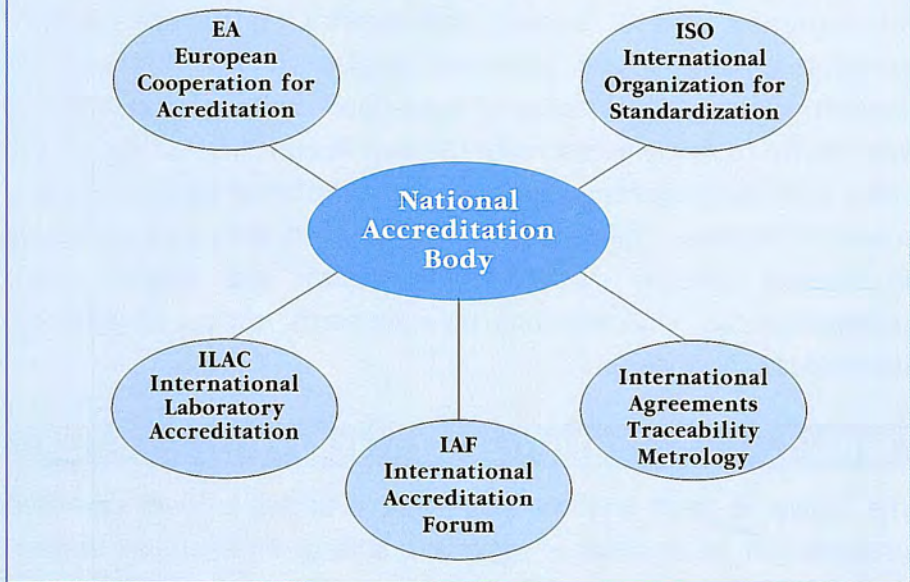 EA
European
Cooperation for
Acreditation
ISO
International
Organization for
Standardization
National
Accreditation
Body
ILAC
International
Laboratory
Accreditation
IAF
International
Accreditation
Forum
International
Agreements
Traceability
Metrology